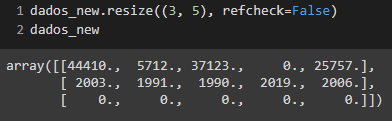 1 dados_new.resize((3, 5), refcheck=False)
2 dados_new
array([[44410., 5712., 37123., 0., 25757.],
[ 2003., 1991., 1990., 2019., 2006.],
[ 0., 0., 0., 0., 0.]])